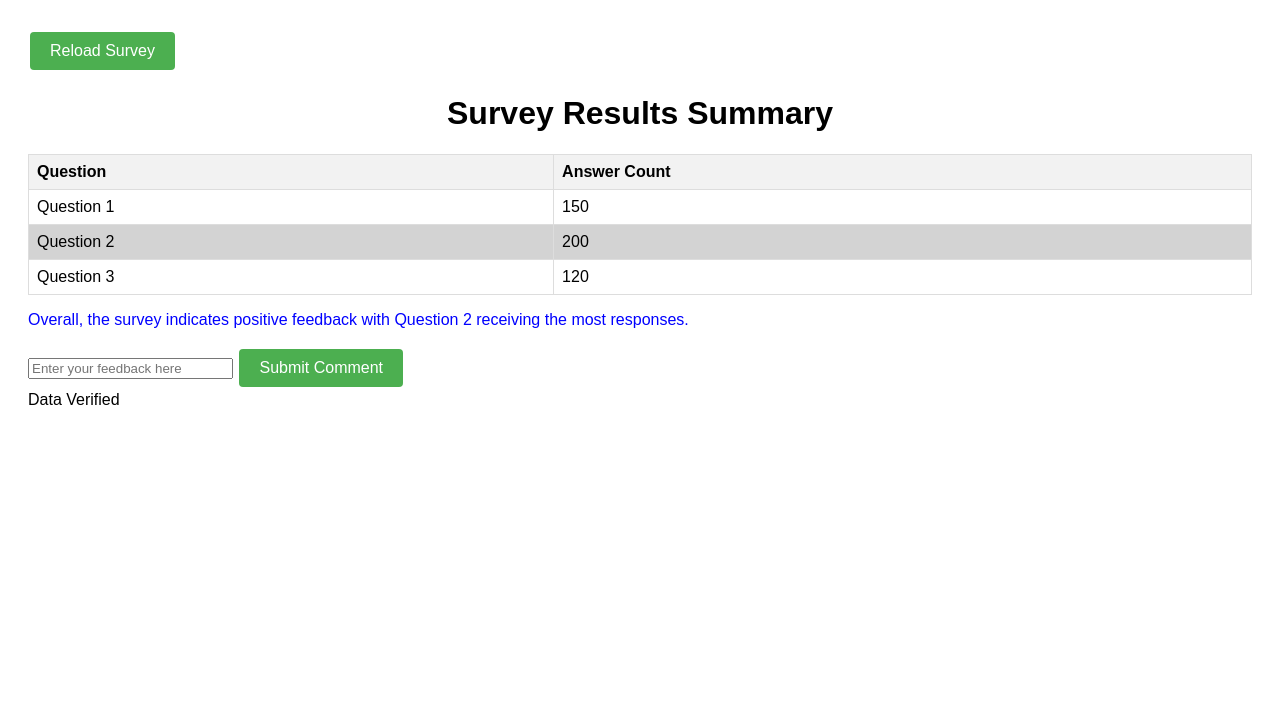 Reload Survey
Survey Results Summary
Question Answer Count
Question 1 150
Question 2 200
Question 3 120
Overall, the survey indicates positive feedback with Question 2 receiving the most responses.
Enter your feedback here Submit Comment
Data Verified